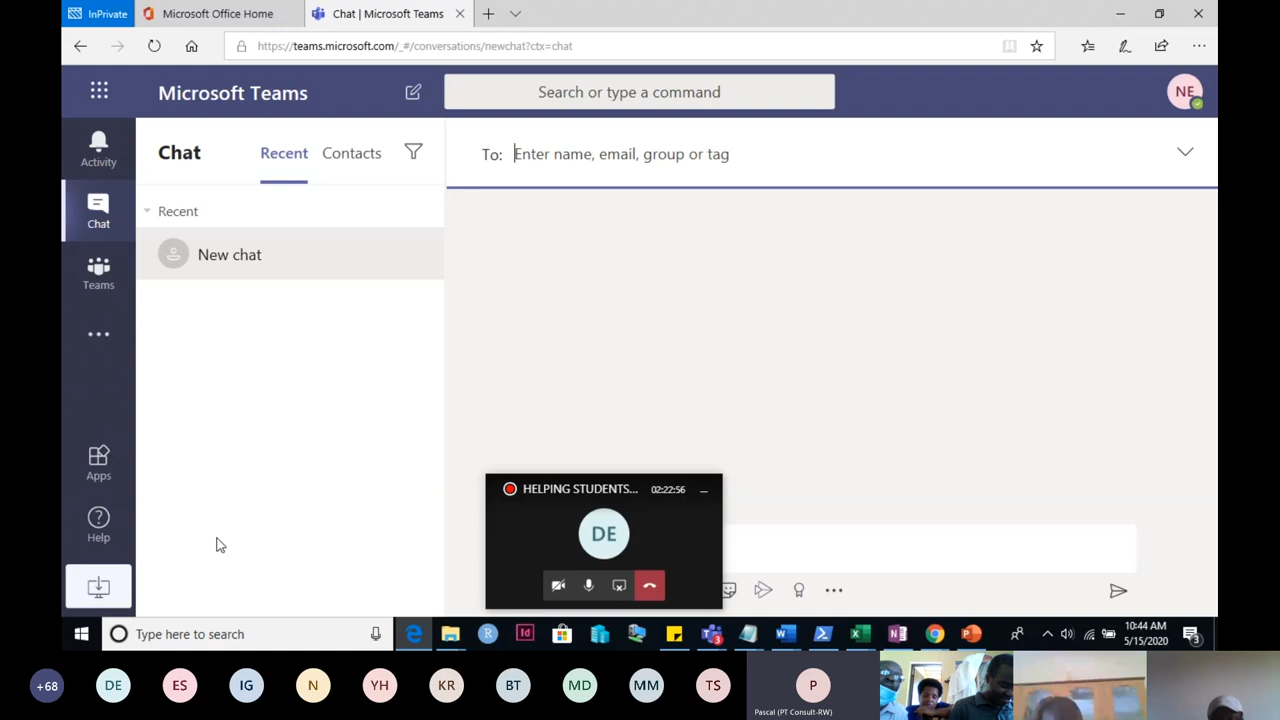 InPrivate
Microsoft Office Home
Chat | Microsoft Teams
https://teams.microsoft.com/_#/conversations/newchat?ctx=chat
Microsoft Teams
Search or type a command
NE
Activity
Chat
Teams
Apps
Help
Chat
Recent
Contacts
Recent
New chat
To: Enter name, email, group or tag
HELPING STUDENTS... 02:22:56
DE
Type here to search
Id
3
10:44 AM
5/15/2020
3
+68
DE
ES
IG
N
YH
KR
BT
MD
MM
TS
P
Pascal (PT Consult-RW)